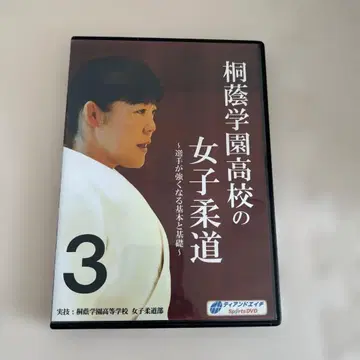 桐蔭学園高校の
女子柔道
~選手が強くなる基本と基礎~
3
実技:桐蔭学園高等学校 女子柔道部
ティアンドエイチ
SportsDVD